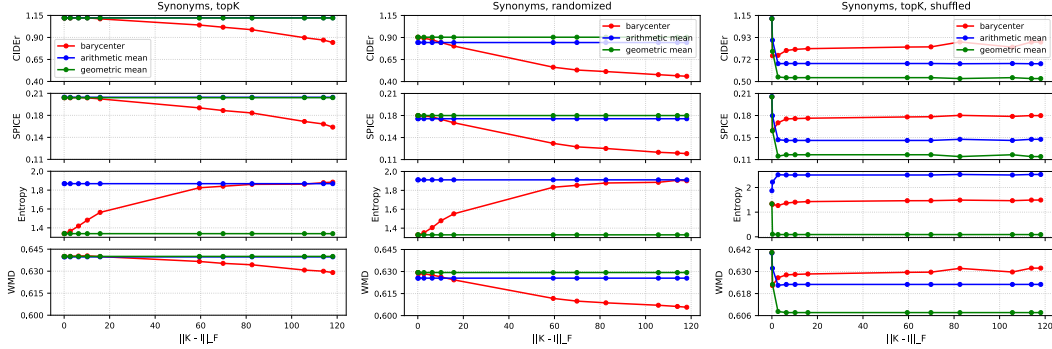 Synonyms, topK
1.15
0.90
0.65
0.40
CIDEr
barycenter
arithmetic mean
geometric mean
0.21
0.18
0.14
0.11
SPICE
2.0
1.8
1.6
1.4
Entropy
0,645
0,630
0,615
0,600
WMD
0 20 40 60 80 100 120
||K - I||_F
Synonyms, randomized
1.15
0.90
0.65
0.40
CIDEr
barycenter
arithmetic mean
geometric mean
0.21
0.18
0.14
0.11
SPICE
2.0
1.8
1.6
1.4
Entropy
0,645
0,630
0,615
0,600
WMD
0 20 40 60 80 100 120
||K - I||_F
Synonyms, topK, shuffled
1.15
0.93
0.72
0.50
CIDEr
barycenter
arithmetic mean
geometric mean
0.21
0.18
0.15
0.11
SPICE
2
1
0
Entropy
0,642
0,630
0,618
0,606
WMD
0 20 40 60 80 100 120
||K - I||_F